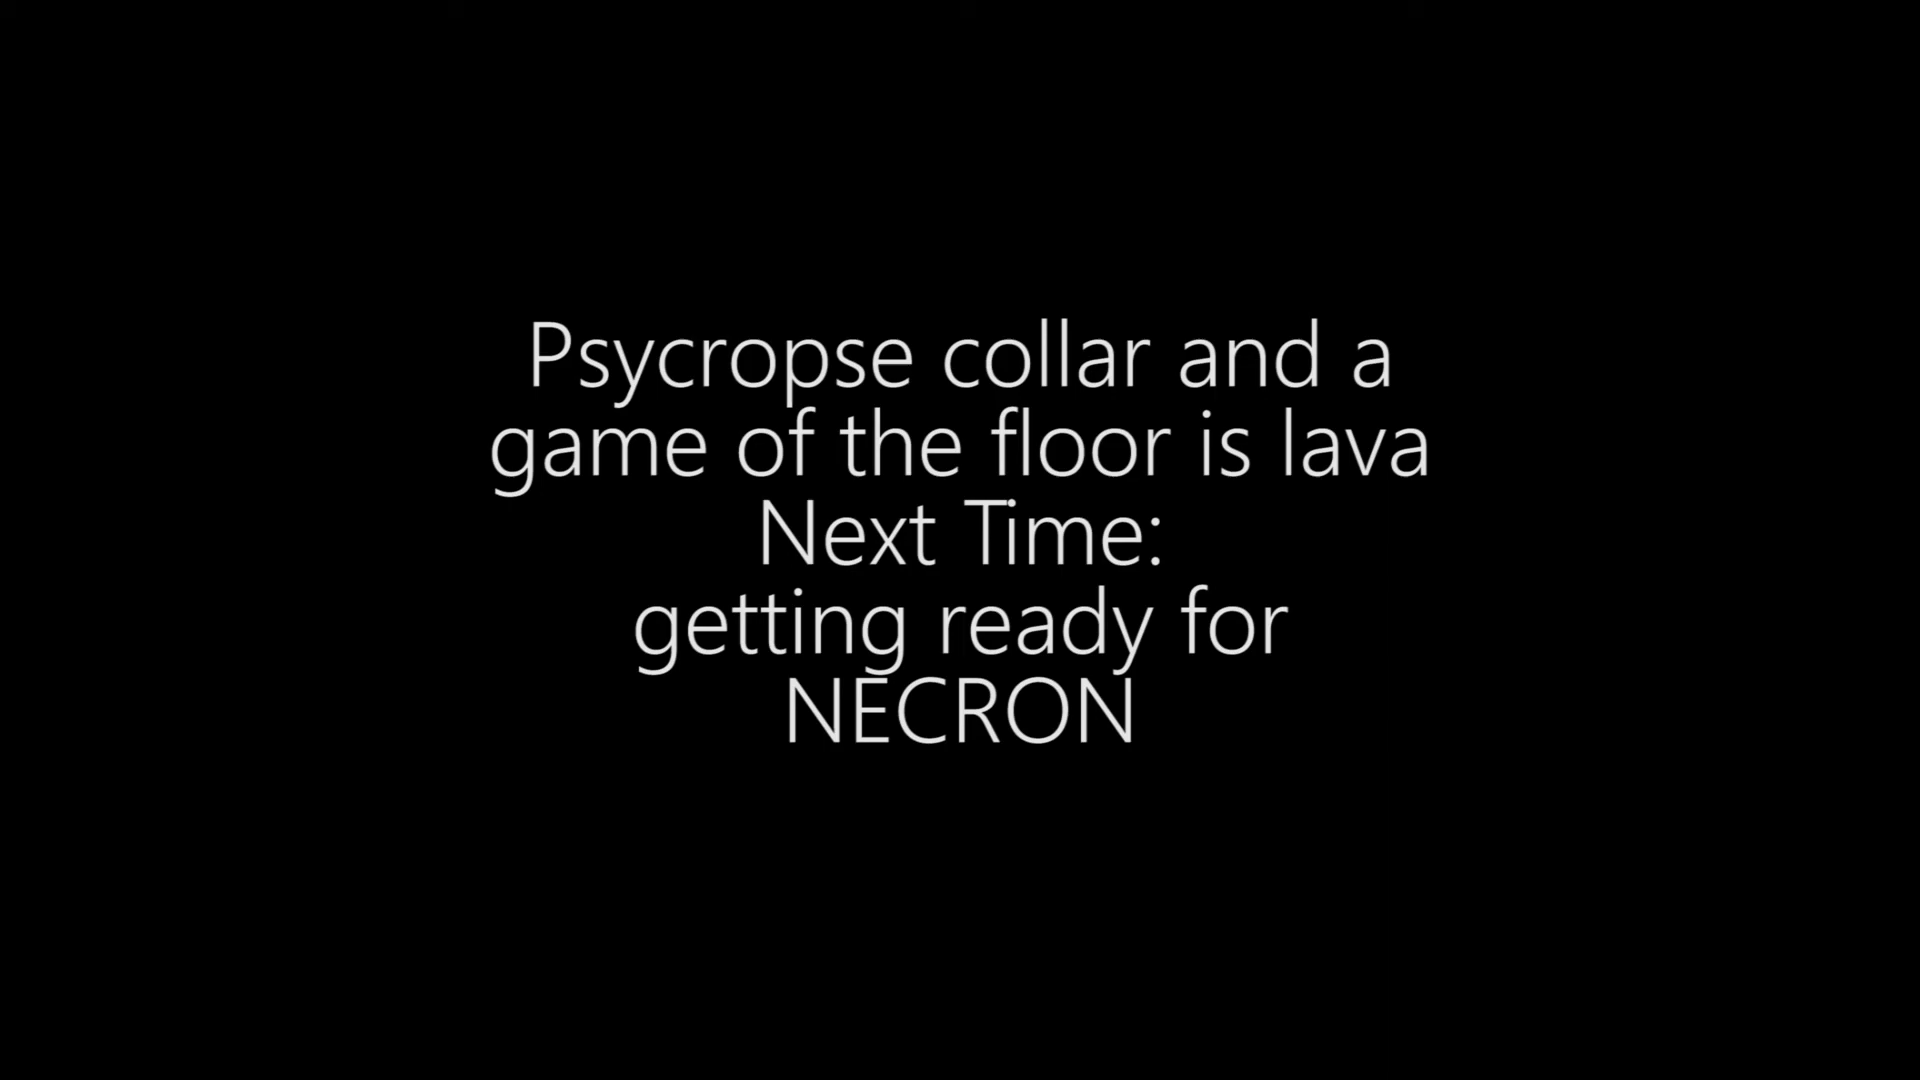 Psycropse collar and a
game of the floor is lava
Next Time:
getting ready for
NECRON